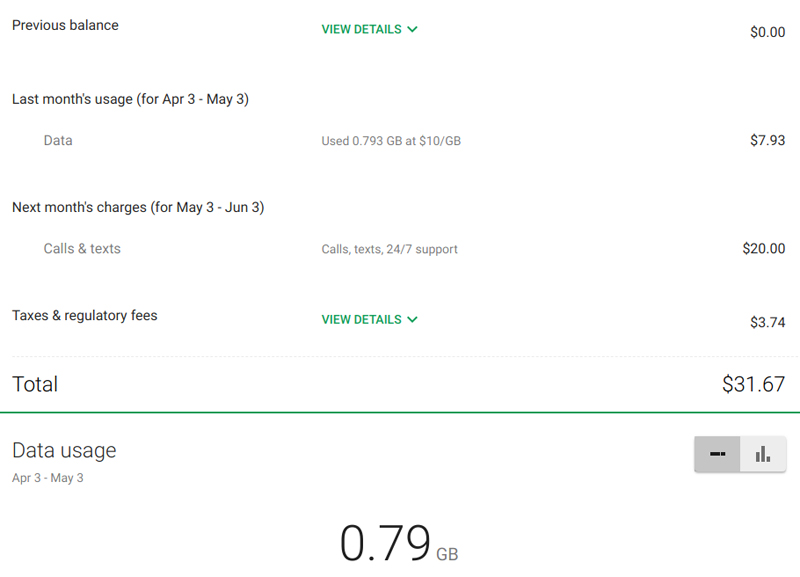 Previous balance VIEW DETAILS $0.00
Last month's usage (for Apr 3 - May 3)
Data Used 0.793 GB at $10/GB $7.93
Next month's charges (for May 3 - Jun 3)
Calls & texts Calls, texts, 24/7 support $20.00
Taxes & regulatory fees VIEW DETAILS $3.74
Total $31.67
Data usage
Apr 3 - May 3
0.79 GB